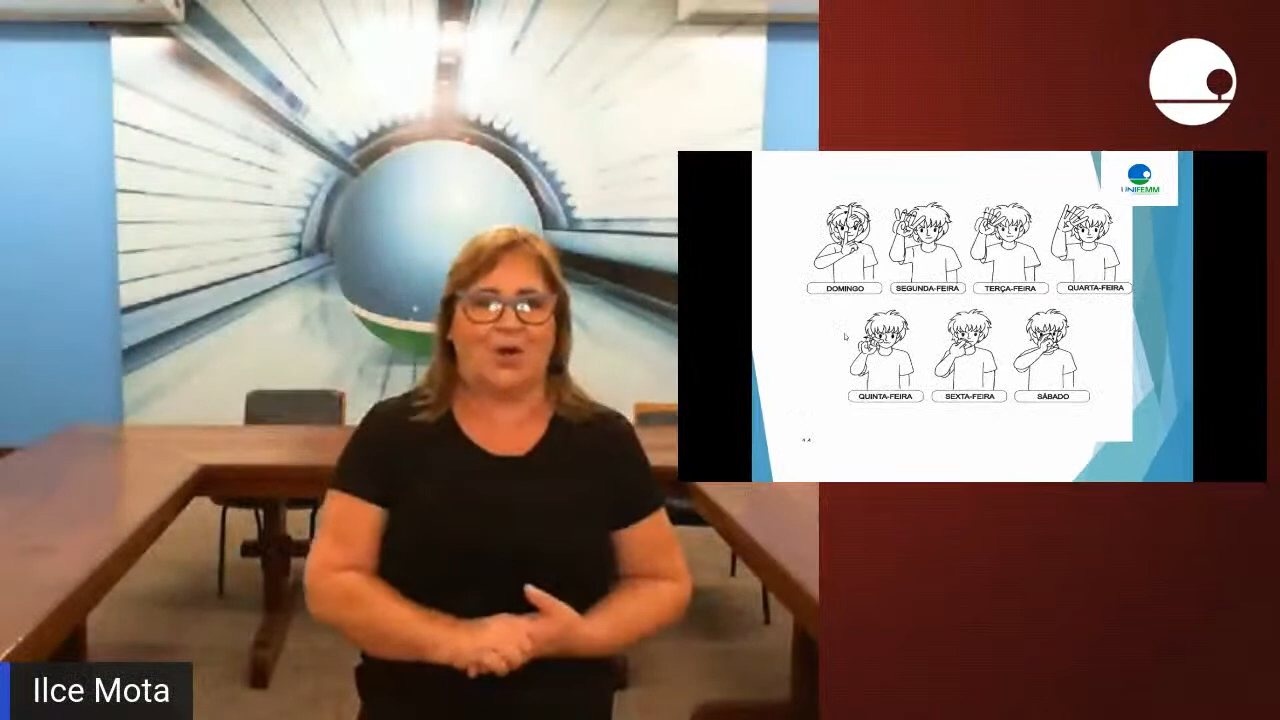 UNIFEMM
DOMINGO
SEGUNDA-FEIRA
TERÇA-FEIRA
QUARTA-FEIRA
QUINTA-FEIRA
SEXTA-FEIRA
SÁBADO
Ilce Mota